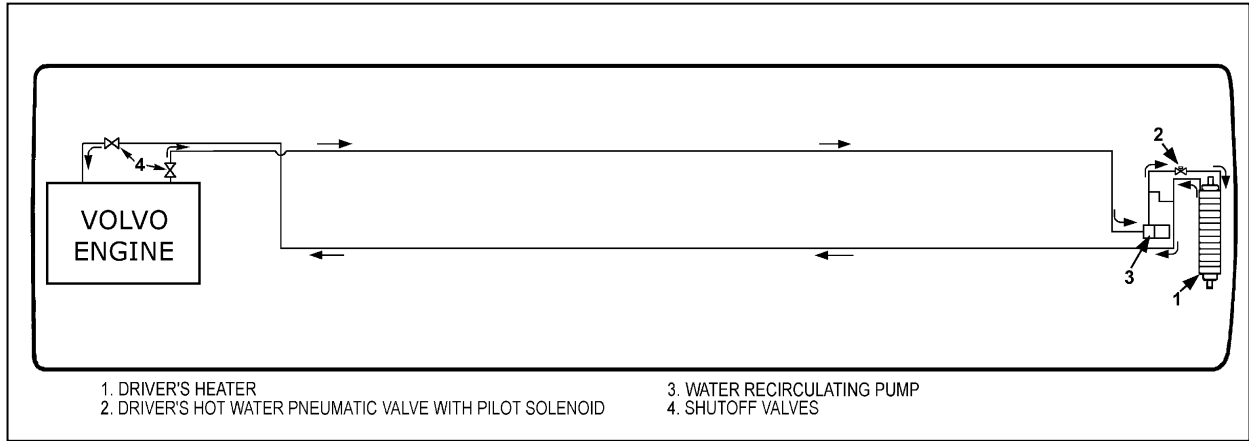 2
4
VOLVO
ENGINE
3
1
1. DRIVER'S HEATER
2. DRIVER'S HOT WATER PNEUMATIC VALVE WITH PILOT SOLENOID
3. WATER RECIRCULATING PUMP
4. SHUTOFF VALVES